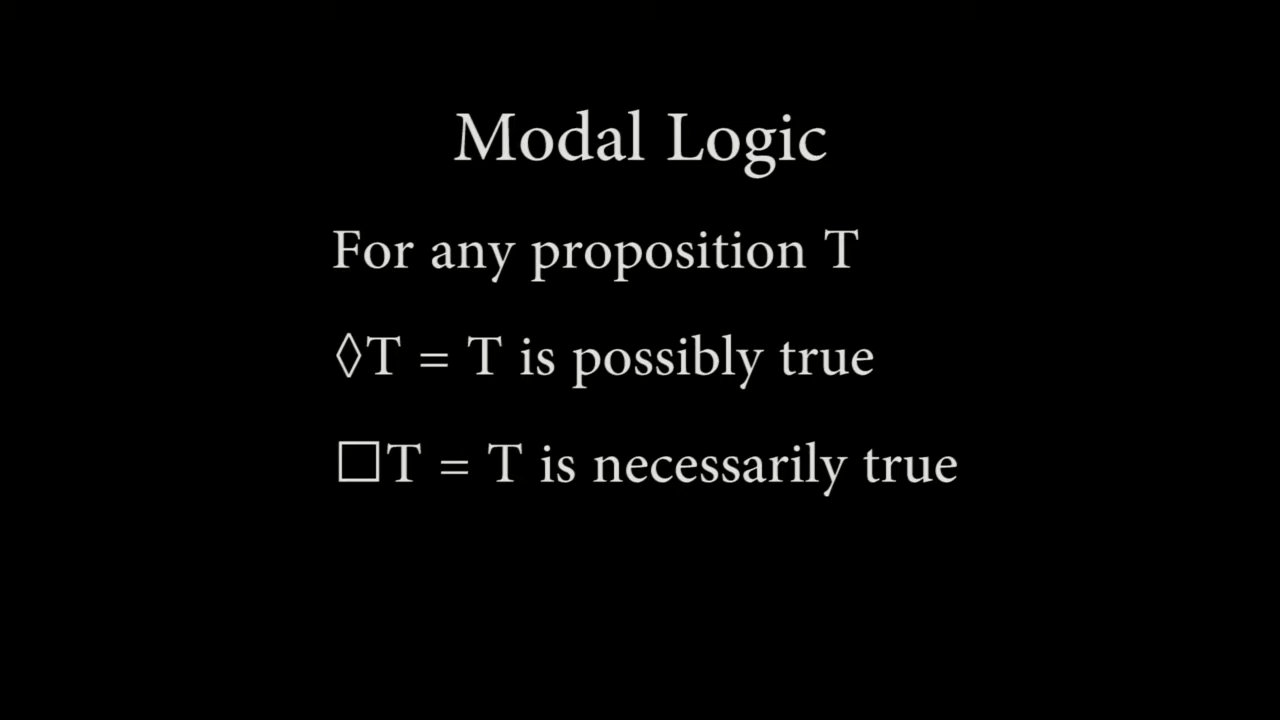 Modal Logic
For any proposition T
◊T = T is possibly true
□T = T is necessarily true